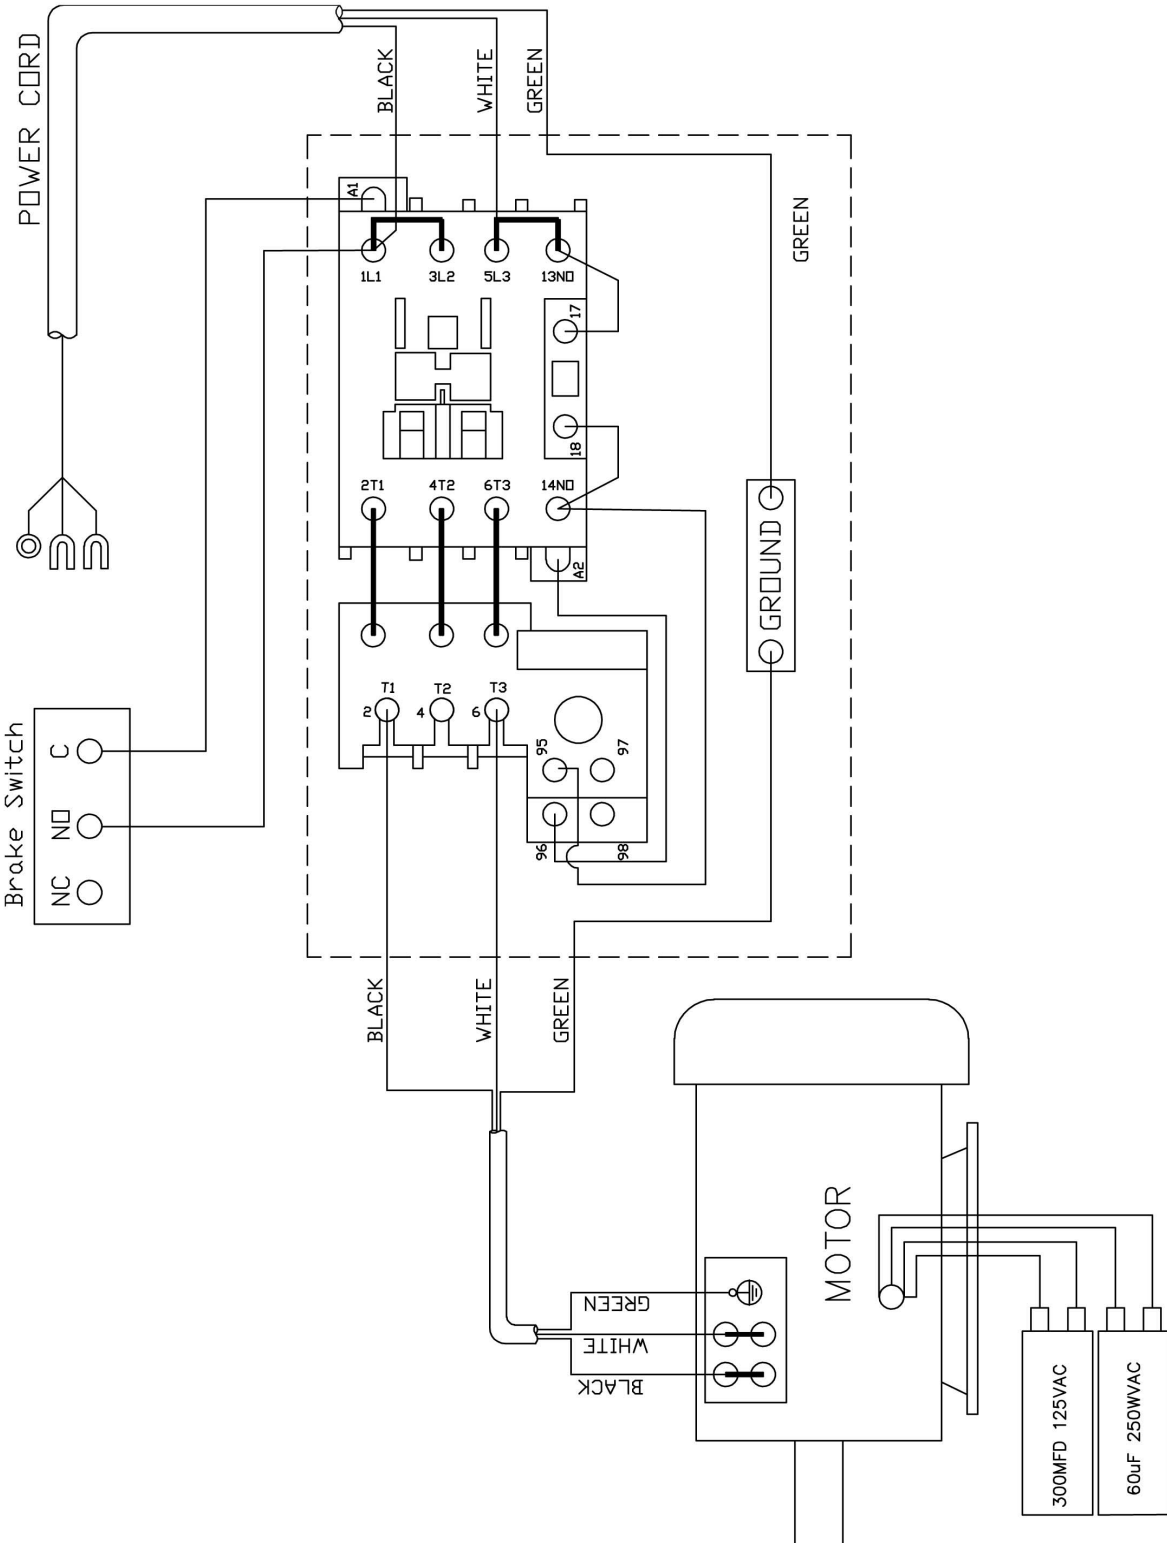 POWER CORD
BLACK
WHITE
GREEN
GREEN
A1
1L1
3L2
5L3
13NO
17
18
2T1
4T2
6T3
14NO
A2
GROUND
T1
T2
T3
2
4
6
95
97
96
98
Brake Switch
C
NO
NC
BLACK
WHITE
GREEN
MOTOR
GREEN
WHITE
BLACK
300MFD 125VAC
60uF 250WVAC